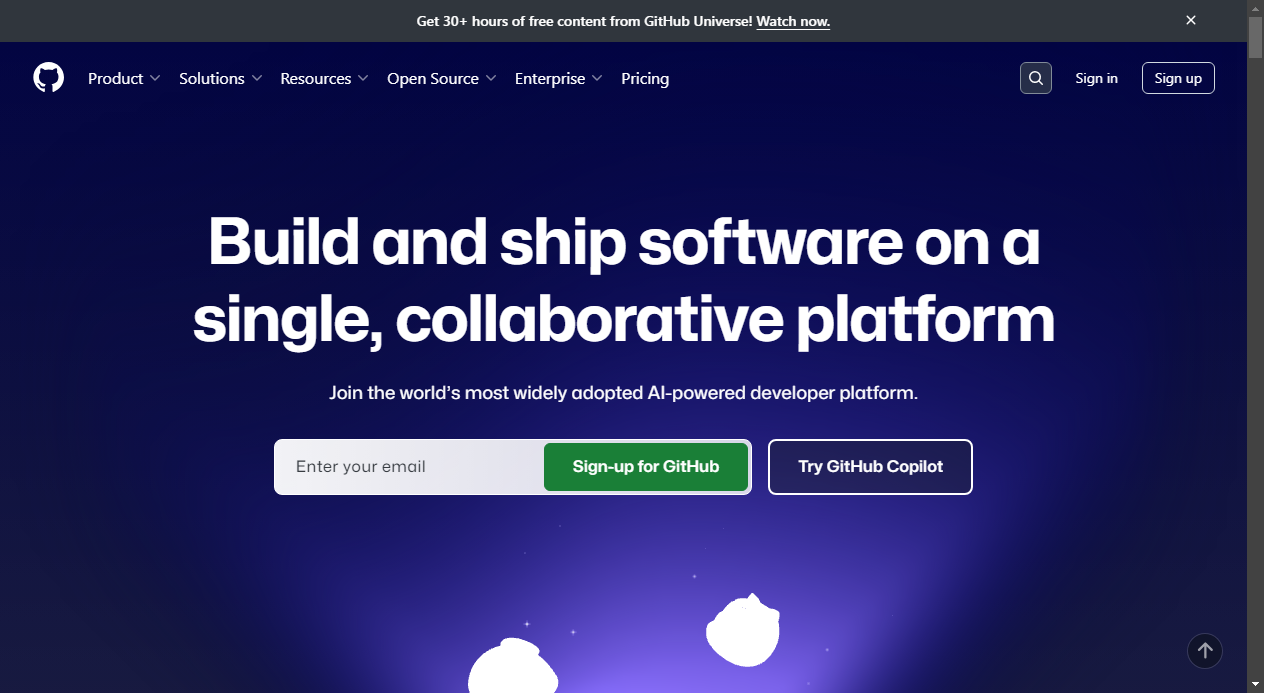 Get 30+ hours of free content from GitHub Universe! Watch now.
Product Solutions Resources Open Source Enterprise Pricing Sign in Sign up
Build and ship software on a
single, collaborative platform
Join the world’s most widely adopted AI-powered developer platform.
Enter your email Sign-up for GitHub Try GitHub Copilot